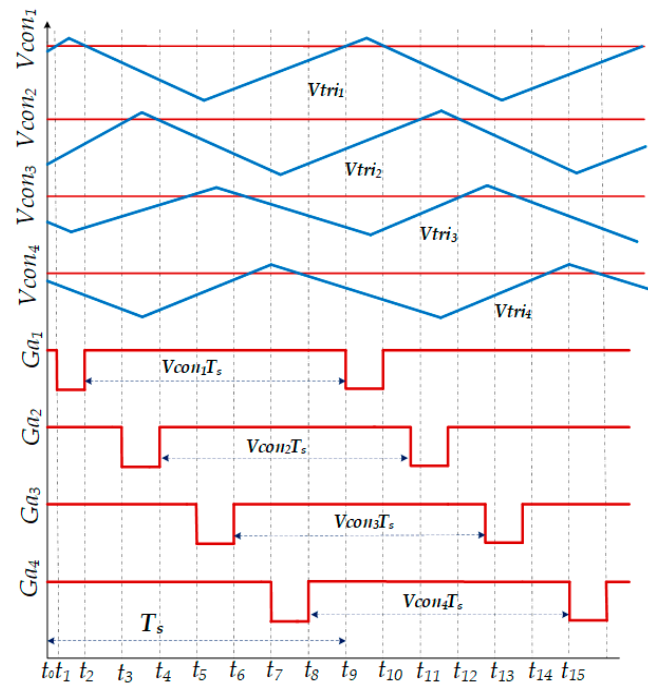 Vcon1
Vtri1
Vcon2
Vtri2
Vcon3
Vtri3
Vcon4
Vtri4
Ga1
Vcon1Ts
Ga2
Vcon2Ts
Ga3
Vcon3Ts
Ga4
Vcon4Ts
Ts
t0 t1 t2 t3 t4 t5 t6 t7 t8 t9 t10 t11 t12 t13 t14 t15